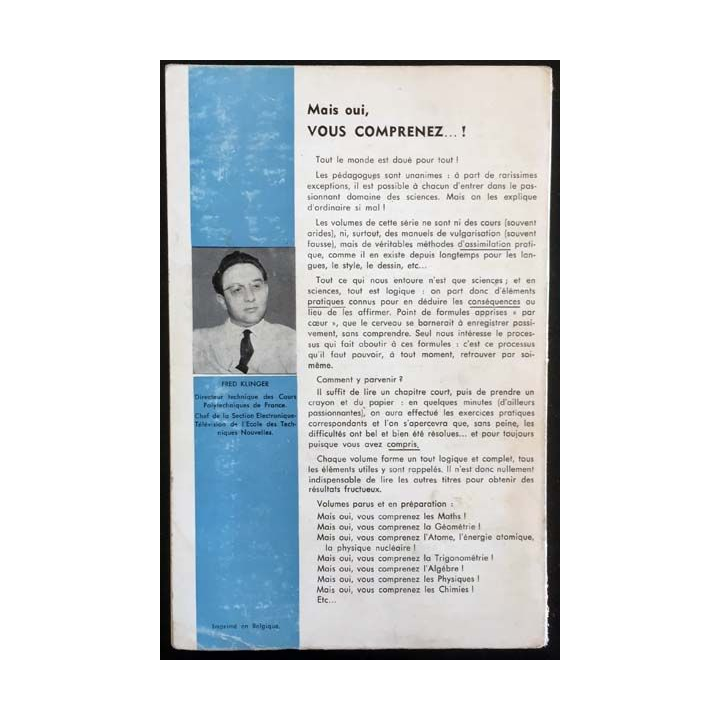 Mais oui,
VOUS COMPRENEZ... !
Tout le monde est doué pour tout !
Les pédagogues sont unanimes : à part de rarissimes
exceptions, il est possible à chacun d'entrer dans le pas-
sionnant domaine des sciences. Mais on les explique
d'ordinaire si mal !
Les volumes de cette série ne sont ni des cours (souvent
arides), ni, surtout, des manuels de vulgarisation (souvent
fausse), mais de véritables méthodes d'assimilation prati-
que, comme il en existe depuis longtemps pour les lan-
gues, le style, le dessin, etc...
Tout ce qui nous entoure n'est que sciences ; et en
sciences, tout est logique : on part donc d'éléments
pratiques connus pour en déduire les conséquences au
lieu de les affirmer. Point de formules apprises « par
cœur », que le cerveau se bornerait à enregistrer passi-
vement, sans comprendre. Seul nous intéresse le proces-
sus qui fait aboutir à ces formules : c'est ce processus
qu'il faut pouvoir, à tout moment, retrouver par soi-
même.
Comment y parvenir ?
Il suffit de lire un chapitre court, puis de prendre un
crayon et du papier : en quelques minutes (d'ailleurs
passionnantes), on aura effectué les exercices pratiques
correspondants et l'on s'apercevra que, sans peine, les
difficultés ont bel et bien été résolues... et pour toujours
puisque vous avez compris.
Chaque volume forme un tout logique et complet, tous
les éléments utiles y sont rappelés. Il n'est donc nullement
indispensable de lire les autres titres pour obtenir des
résultats fructueux.
Volumes parus et en préparation :
Mais oui, vous comprenez les Maths !
Mais oui, vous comprenez la Géométrie !
Mais oui, vous comprenez l'Atome, l'énergie atomique,
la physique nucléaire !
Mais oui, vous comprenez la Trigonométrie !
Mais oui, vous comprenez l'Algèbre !
Mais oui, vous comprenez les Physiques !
Mais oui, vous comprenez les Chimies !
Etc...
FRED KLINGER
Directeur technique des Cours
Polytechniques de France.
Chef de la Section Electronique-
Télévision de l'Ecole des Tech-
niques Nouvelles.
Imprimé en Belgique.